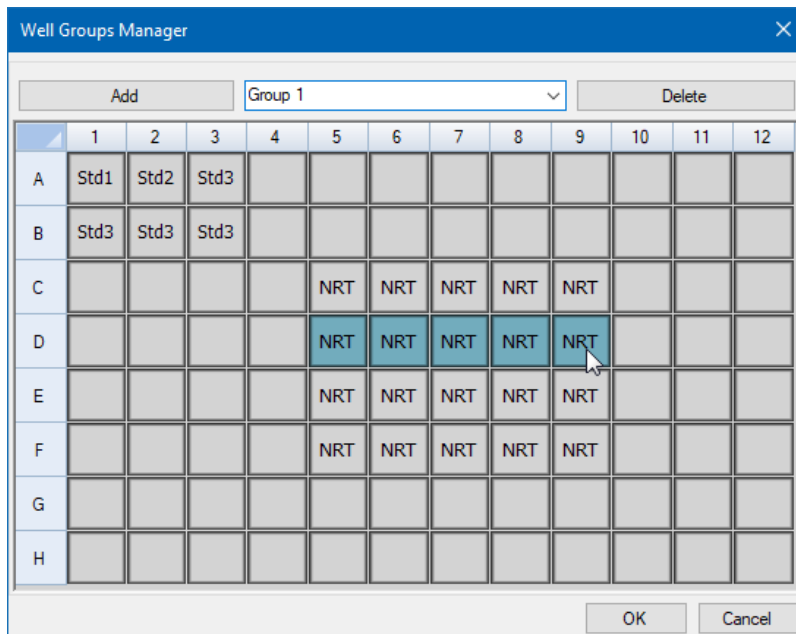 Well Groups Manager
Add Group 1 Delete
1 2 3 4 5 6 7 8 9 10 11 12
A Std1 Std2 Std3
B Std3 Std3 Std3
C NRT NRT NRT NRT NRT
D NRT NRT NRT NRT NRT
E NRT NRT NRT NRT NRT
F NRT NRT NRT NRT NRT
G
H
OK Cancel